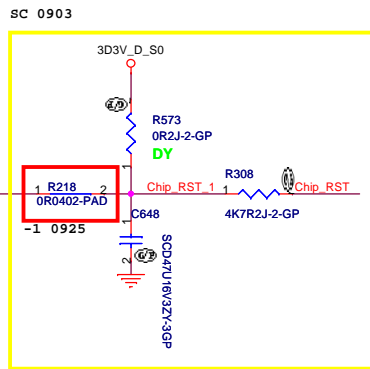 SC 0903
3D3V_D_S0
R573
0R2J-2-GP
DY
1
1 R218 2
0R0402-PAD
-1 0925
Chip_RST_1
R308
1
Chip_RST
4K7R2J-2-GP
C648
1
2
SCD47U16V3ZY-3GP